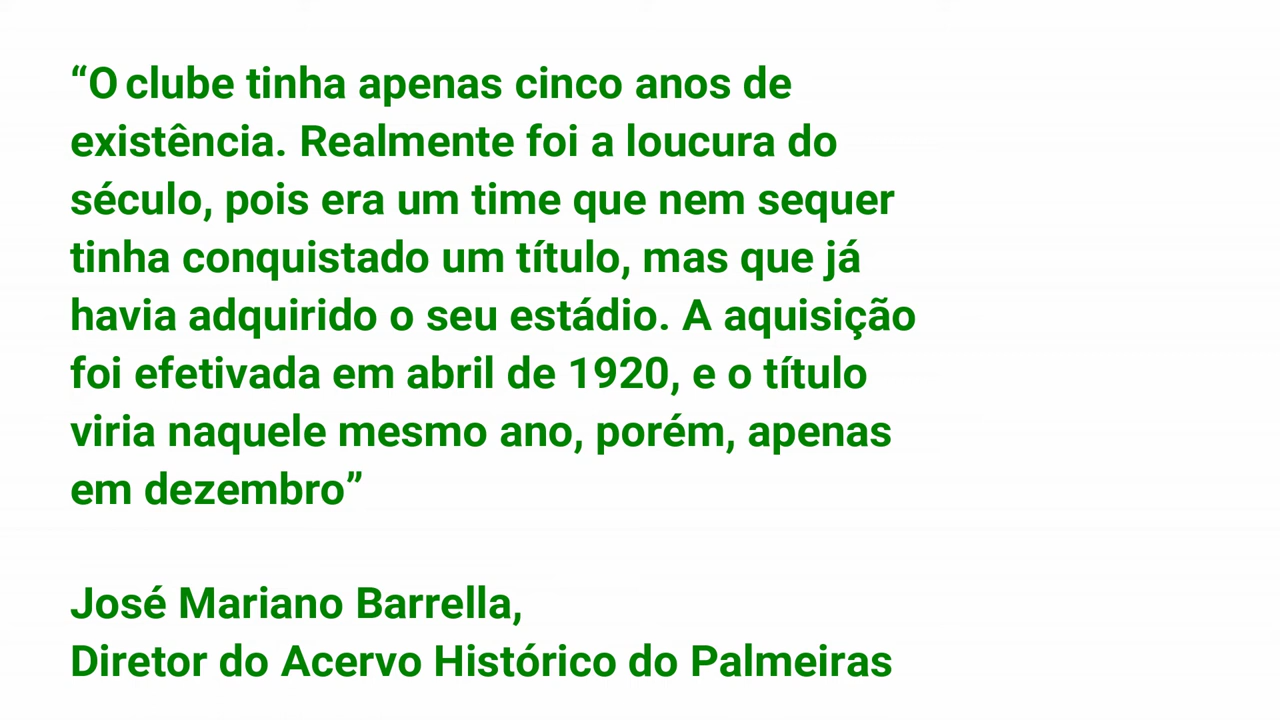 “O clube tinha apenas cinco anos de
existência. Realmente foi a loucura do
século, pois era um time que nem sequer
tinha conquistado um título, mas que já
havia adquirido o seu estádio. A aquisição
foi efetivada em abril de 1920, e o título
viria naquele mesmo ano, porém, apenas
em dezembro”
José Mariano Barrella,
Diretor do Acervo Histórico do Palmeiras